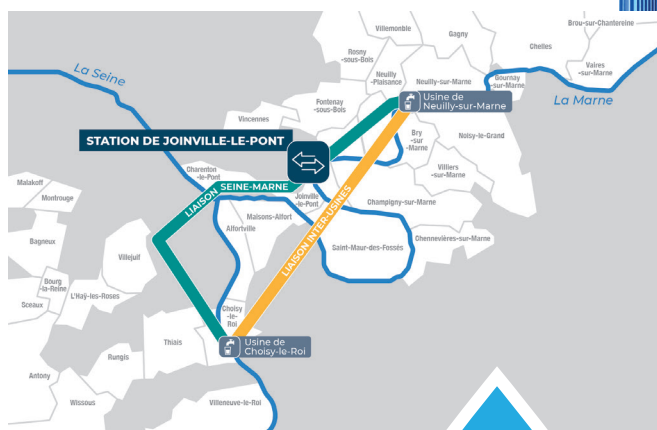 Villemomble
Gagny
Brou-sur-Chantereine
Chelles
Rosny
-sous-Bois
Vaires
-sur-Marne
La Seine
Neuilly
-Plaisance
Neuilly-sur-Marne
Gournay
-sur-Marne
Usine de
Neuilly-sur-Marne
La Marne
Fontenay
-sous-Bois
Vincennes
STATION DE JOINVILLE-LE-PONT
Bry
-sur
-Marne
Noisy-le-Grand
Villiers
-sur-Marne
Charenton
-le-Pont
Malakoff
Montrouge
LIAISON SEINE-MARNE
Joinville
-le-Pont
Champigny-sur-Marne
Maisons-Alfort
Alfortville
LIAISON INTER-USINES
Saint-Maur-des-Fossés
Chennevières-sur-Marne
Bagneux
Villejuif
Bourg
-la-Reine
L'Haÿ-les-Roses
Sceaux
Choisy
-le-
Roi
Usine de
Choisy-le-Roi
Thiais
Rungis
Antony
Wissous
Villeneuve-le-Roi